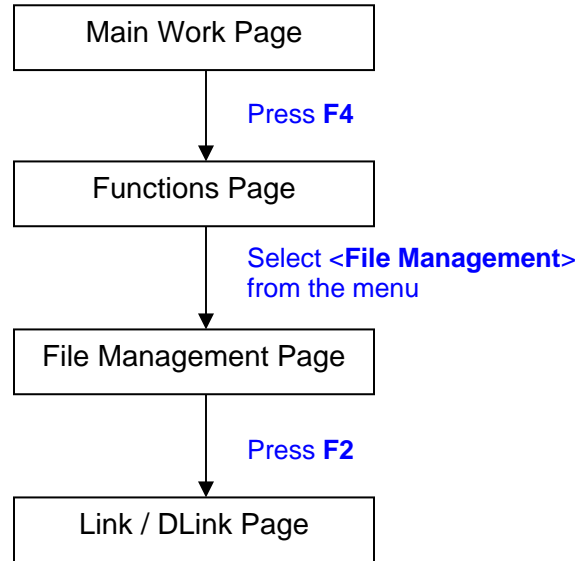 Main Work Page
Press F4
Functions Page
Select <File Management>
from the menu
File Management Page
Press F2
Link / DLink Page